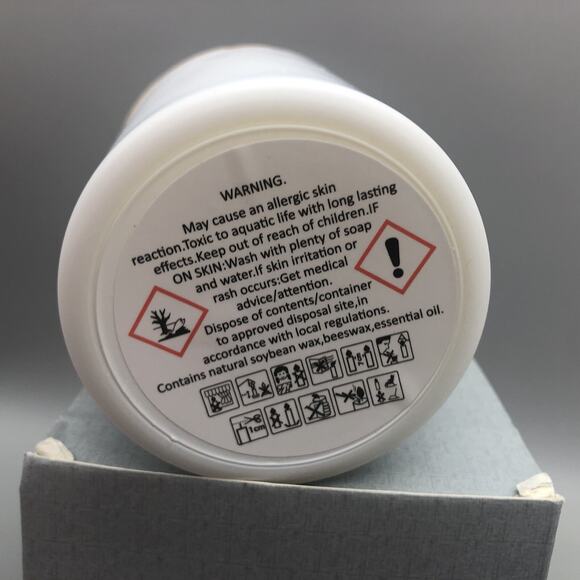 WARNING.
May cause an allergic skin
reaction.Toxic to aquatic life with long lasting
effects.Keep out of reach of children.IF
ON SKIN:Wash with plenty of soap
and water.If skin irritation or
rash occurs:Get medical
advice/attention.
Dispose of contents/container
to approved disposal site,in
accordance with local regulations.
Contains natural soybean wax,beeswax,essential oil.
1cm